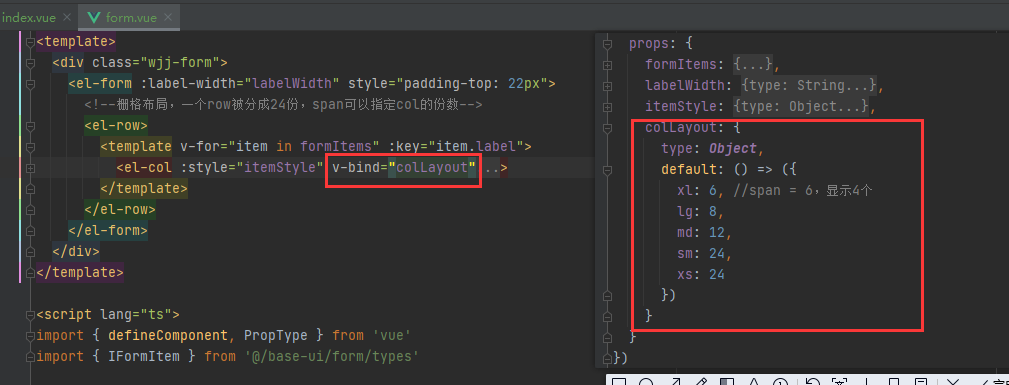 index.vue
form.vue
<template>
<div class="wjj-form">
<el-form :label-width="labelWidth" style="padding-top: 22px">
<!--栅格布局，一个row被分成24份，span可以指定col的份数-->
<el-row>
<template v-for="item in formItems" :key="item.label">
<el-col :style="itemStyle" v-bind="colLayout"...>
</template>
</el-row>
</el-form>
</div>
</template>
<script lang="ts">
import { defineComponent, PropType } from 'vue'
import { IFormItem } from '@/base-ui/form/types'
props: {
formItems: {...},
labelWidth: {type: String...},
itemStyle: {type: Object...},
colLayout: {
type: Object,
default: () => ({
xl: 6, //span = 6，显示4个
lg: 8,
md: 12,
sm: 24,
xs: 24
})
}
}
})